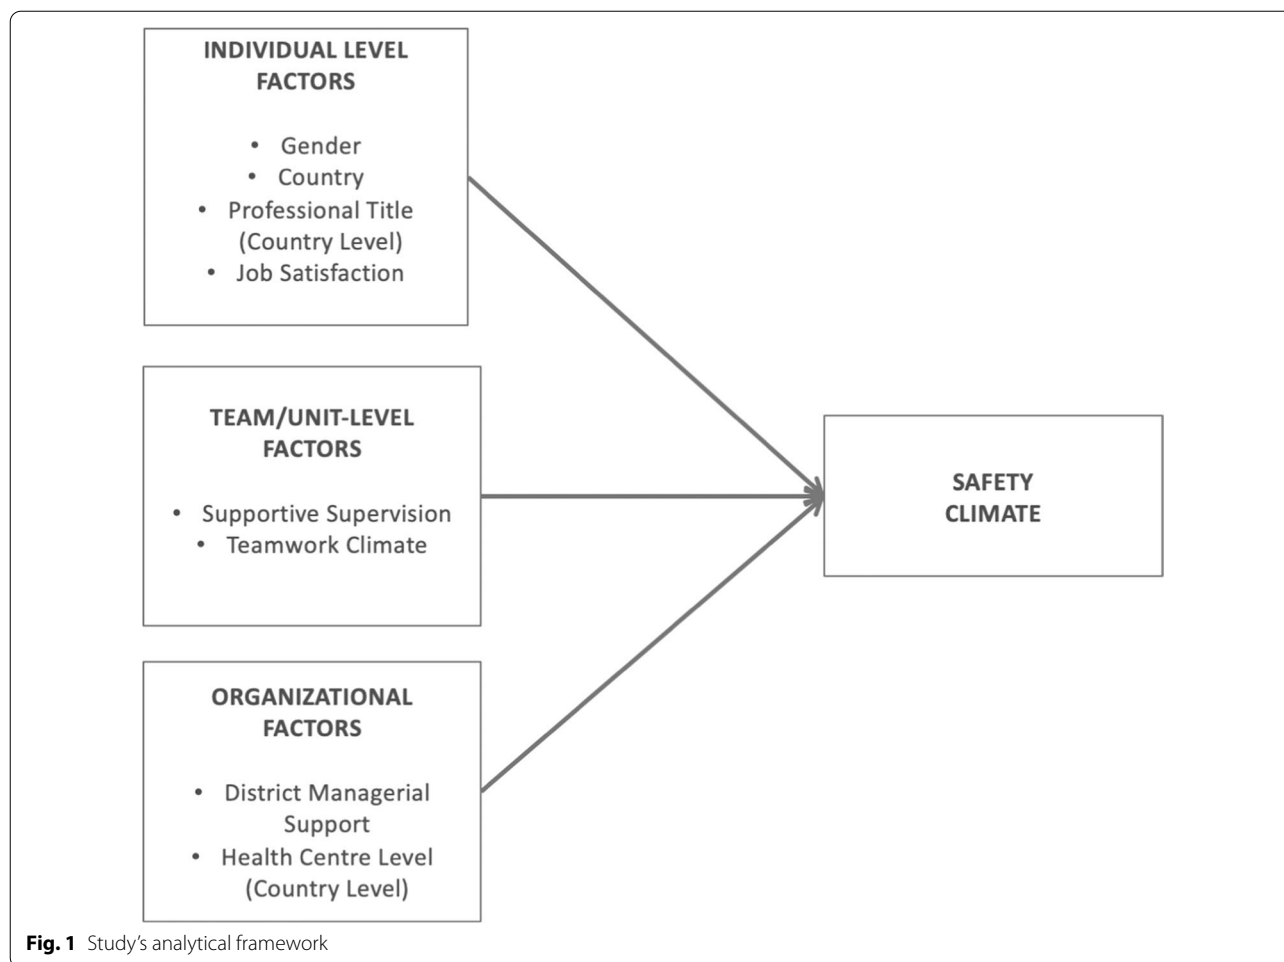 INDIVIDUAL LEVEL
FACTORS
• Gender
• Country
• Professional Title
(Country Level)
• Job Satisfaction
TEAM/UNIT-LEVEL
FACTORS
• Supportive Supervision
• Teamwork Climate
ORGANIZATIONAL
FACTORS
• District Managerial
Support
• Health Centre Level
(Country Level)
SAFETY
CLIMATE
Fig. 1 Study’s analytical framework